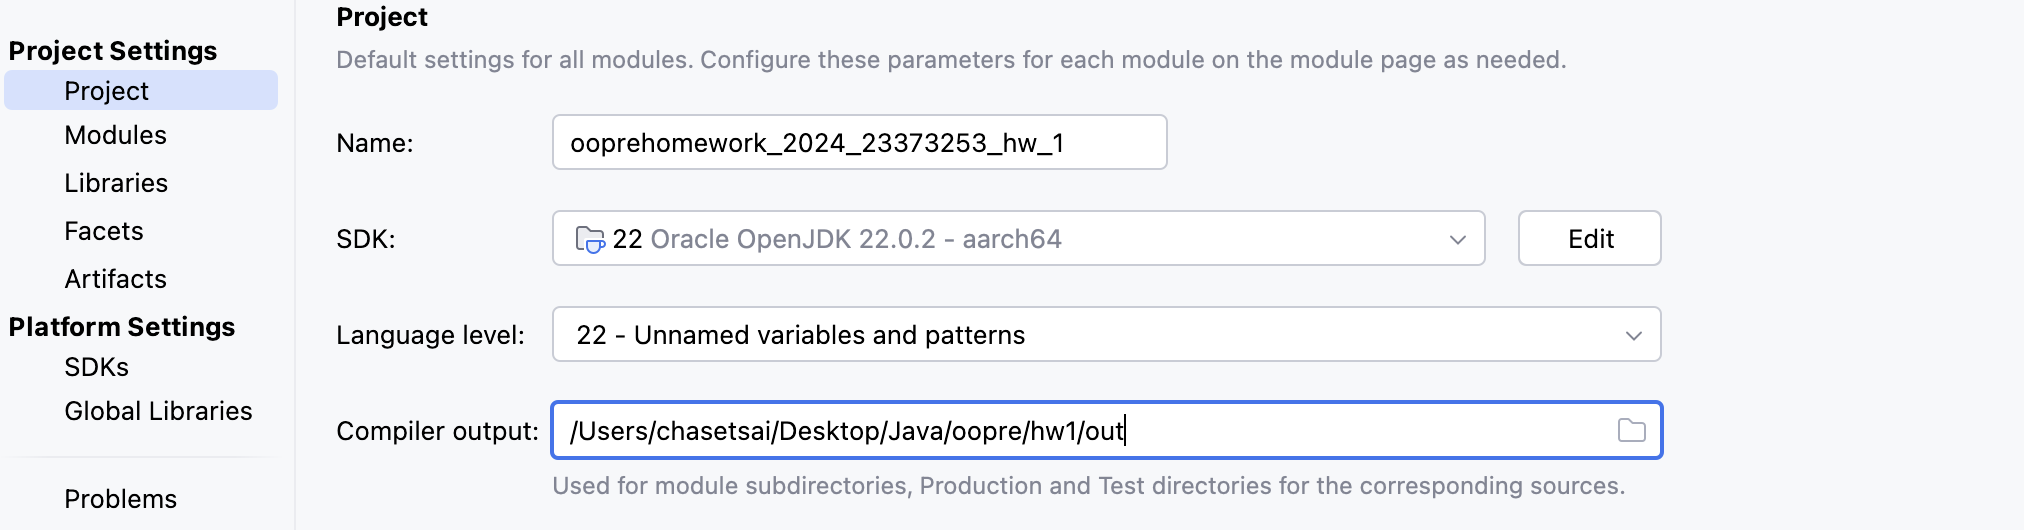 Project Settings
Project
Modules
Libraries
Facets
Artifacts
Platform Settings
SDKs
Global Libraries
Problems
Project
Default settings for all modules. Configure these parameters for each module on the module page as needed.
Name: ooprehomework_2024_23373253_hw_1
SDK: 22 Oracle OpenJDK 22.0.2 - aarch64 Edit
Language level: 22 - Unnamed variables and patterns
Compiler output: /Users/chasetsai/Desktop/Java/oopre/hw1/out
Used for module subdirectories, Production and Test directories for the corresponding sources.